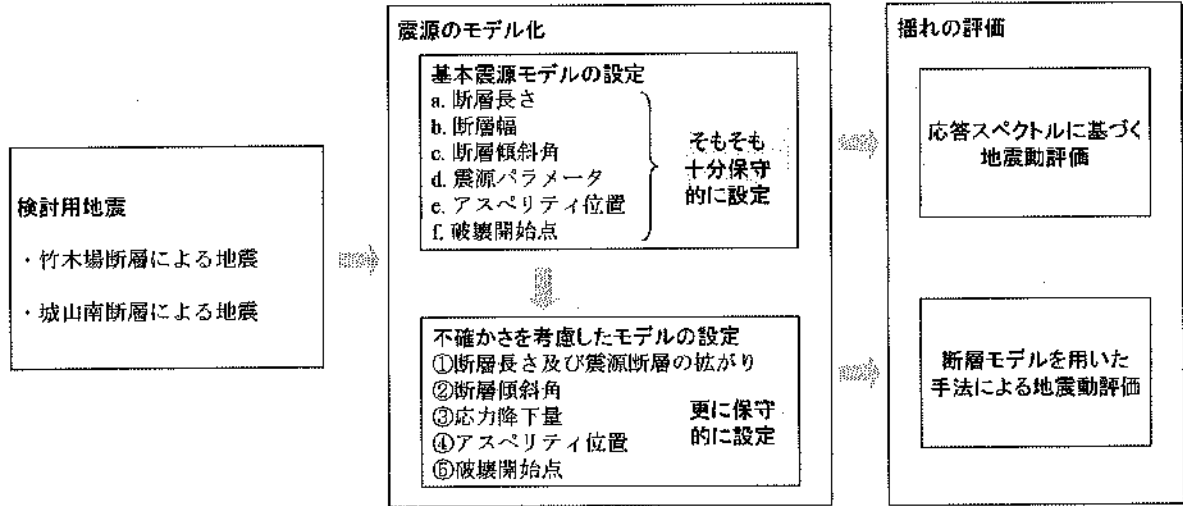 検討用地震
・竹木場断層による地震
・城山南断層による地震
震源のモデル化
基本震源モデルの設定
a. 断層長さ
b. 断層幅
c. 断層傾斜角
d. 震源パラメータ
e. アスペリティ位置
f. 破壊開始点
そもそも
十分保守
的に設定
不確かさを考慮したモデルの設定
①断層長さ及び震源断層の拡がり
②断層傾斜角
③応力降下量
④アスペリティ位置
⑤破壊開始点
更に保守
的に設定
揺れの評価
応答スペクトルに基づく
地震動評価
断層モデルを用いた
手法による地震動評価